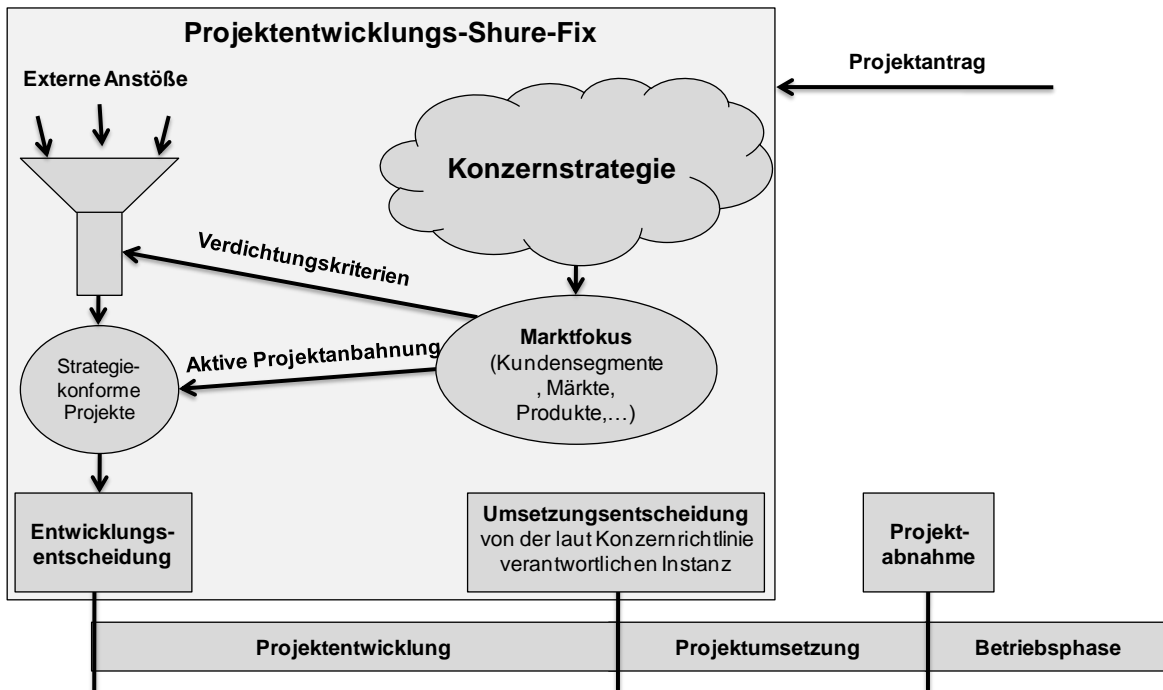 Projektentwicklungs-Shure-Fix
Externe Anstöße
Projektantrag
Konzernstrategie
Verdichtungskriterien
Aktive Projektanbahnung
Marktfokus
(Kundensegmente
, Märkte,
Produkte,...)
Strategie-
konforme
Projekte
Entwicklungs-
entscheidung
Umsetzungsentscheidung
von der laut Konzernrichtlinie
verantwortlichen Instanz
Projekt-
abnahme
Projektentwicklung
Projektumsetzung
Betriebsphase